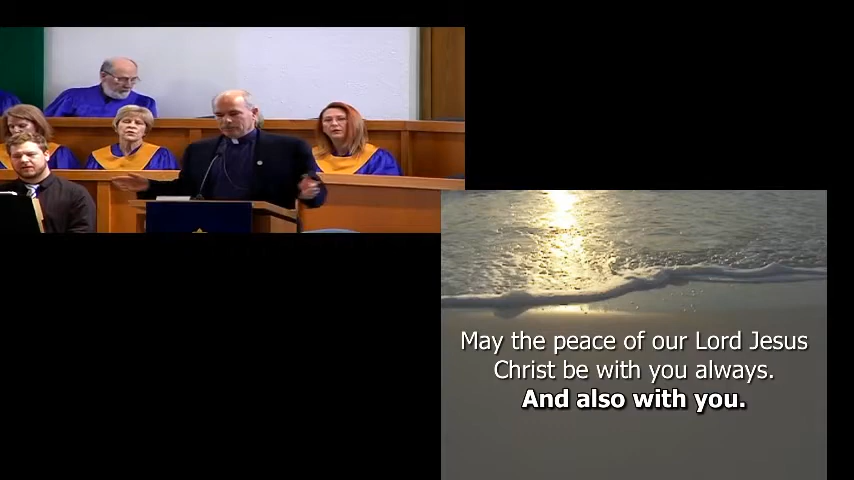 May the peace of our Lord Jesus
Christ be with you always.
And also with you.